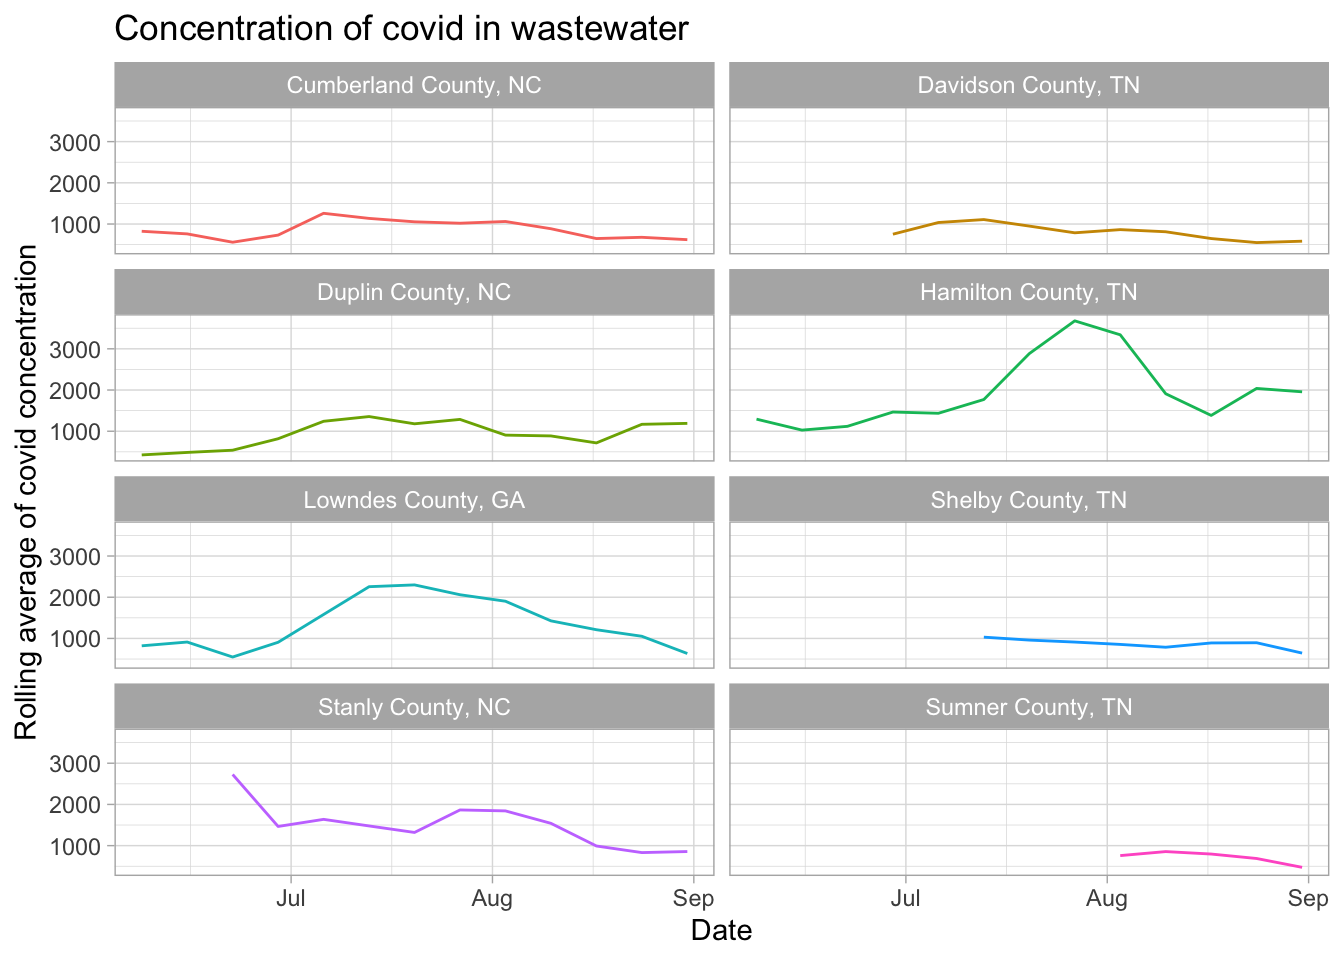 Concentration of covid in wastewater
Cumberland County, NC
Davidson County, TN
3000
2000
1000
Duplin County, NC
Hamilton County, TN
3000
2000
1000
Lowndes County, GA
Shelby County, TN
3000
2000
1000
Stanly County, NC
Sumner County, TN
3000
2000
1000
Jul Aug Sep
Jul Aug Sep
Date
Rolling average of covid concentration